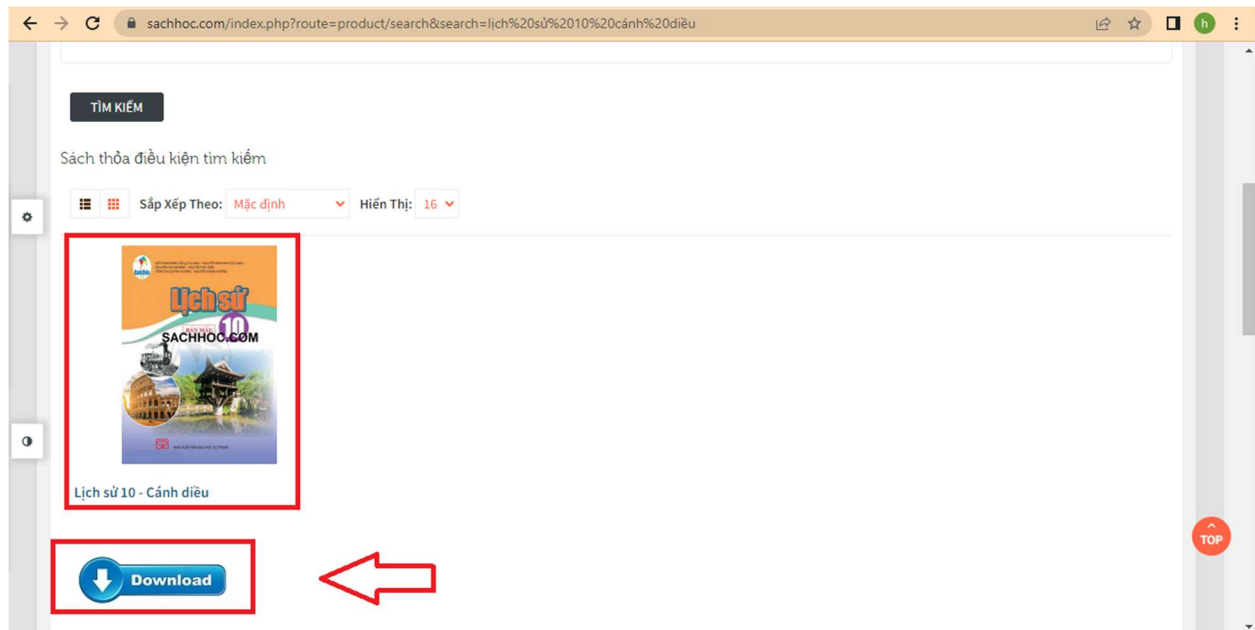 sachhoc.com/index.php?route=product/search&search=lịch%20sử%2010%20cánh%20diều
h
TÌM KIẾM
Sách thỏa điều kiện tìm kiếm
Sắp Xếp Theo: Mặc định Hiển Thị: 16
Lịch sử
BẢN MẪU 10
SACHHOC.COM
Lịch sử 10 - Cánh diều
TOP
Download